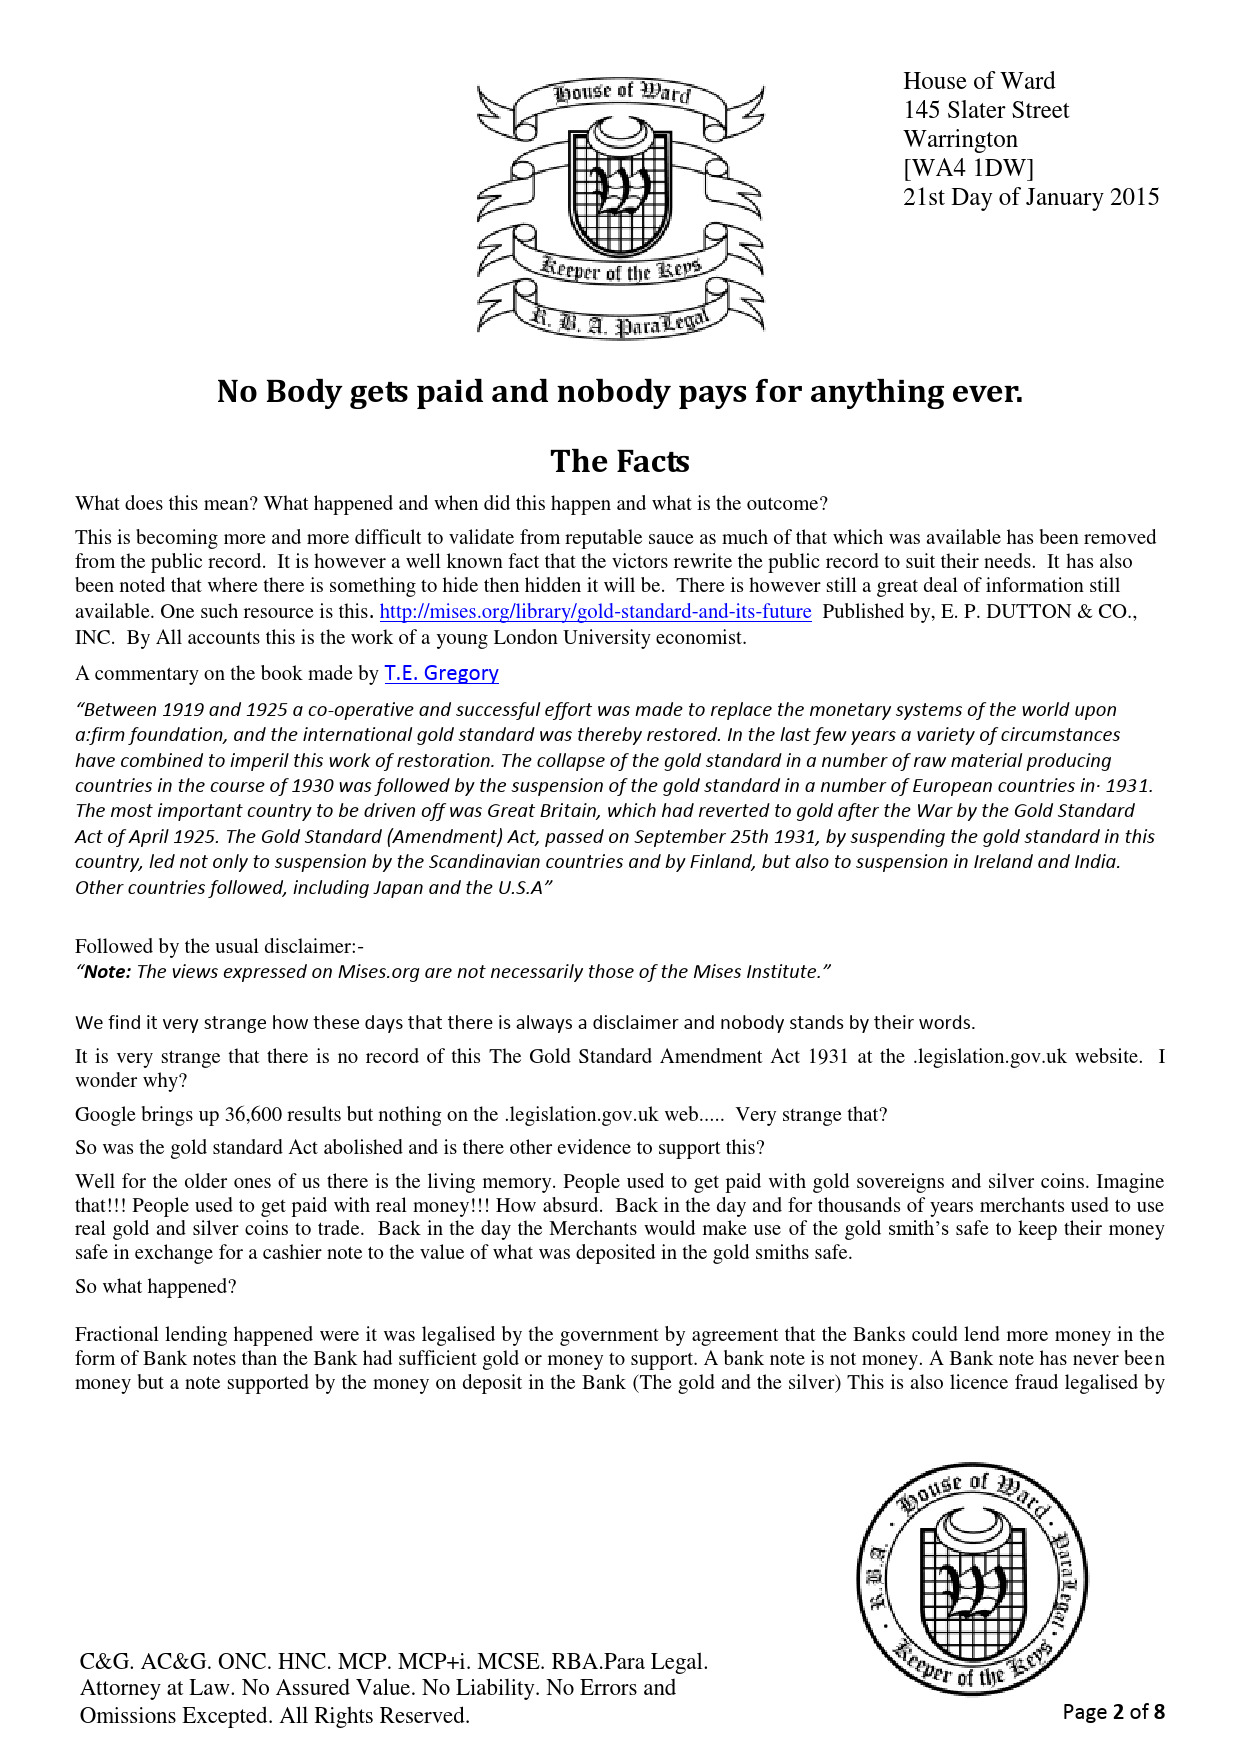 House of Ward
Keeper of the Keys
R. B. A. ParaLegal
House of Ward
145 Slater Street
Warrington
[WA4 1DW]
21st Day of January 2015
No Body gets paid and nobody pays for anything ever.
The Facts
What does this mean? What happened and when did this happen and what is the outcome?
This is becoming more and more difficult to validate from reputable sauce as much of that which was available has been removed
from the public record.  It is however a well known fact that the victors rewrite the public record to suit their needs.  It has also
been noted that where there is something to hide then hidden it will be.  There is however still a great deal of information still
available. One such resource is this. http://mises.org/library/gold-standard-and-its-future  Published by, E. P. DUTTON & CO.,
INC.  By All accounts this is the work of a young London University economist.
A commentary on the book made by T.E. Gregory
“Between 1919 and 1925 a co-operative and successful effort was made to replace the monetary systems of the world upon
a:firm foundation, and the international gold standard was thereby restored. In the last few years a variety of circumstances
have combined to imperil this work of restoration. The collapse of the gold standard in a number of raw material producing
countries in the course of 1930 was followed by the suspension of the gold standard in a number of European countries in· 1931.
The most important country to be driven off was Great Britain, which had reverted to gold after the War by the Gold Standard
Act of April 1925. The Gold Standard (Amendment) Act, passed on September 25th 1931, by suspending the gold standard in this
country, led not only to suspension by the Scandinavian countries and by Finland, but also to suspension in Ireland and India.
Other countries followed, including Japan and the U.S.A”
Followed by the usual disclaimer:-
“Note: The views expressed on Mises.org are not necessarily those of the Mises Institute.”
We find it very strange how these days that there is always a disclaimer and nobody stands by their words.
It is very strange that there is no record of this The Gold Standard Amendment Act 1931 at the .legislation.gov.uk website.  I
wonder why?
Google brings up 36,600 results but nothing on the .legislation.gov.uk web.....  Very strange that?
So was the gold standard Act abolished and is there other evidence to support this?
Well for the older ones of us there is the living memory. People used to get paid with gold sovereigns and silver coins. Imagine
that!!! People used to get paid with real money!!! How absurd.  Back in the day and for thousands of years merchants used to use
real gold and silver coins to trade.  Back in the day the Merchants would make use of the gold smith’s safe to keep their money
safe in exchange for a cashier note to the value of what was deposited in the gold smiths safe.
So what happened?
Fractional lending happened were it was legalised by the government by agreement that the Banks could lend more money in the
form of Bank notes than the Bank had sufficient gold or money to support. A bank note is not money. A Bank note has never been
money but a note supported by the money on deposit in the Bank (The gold and the silver) This is also licence fraud legalised by
R.B.A. · House of Ward · ParaLegal · Keeper of the Keys ·
C&G. AC&G. ONC. HNC. MCP. MCP+i. MCSE. RBA.Para Legal.
Attorney at Law. No Assured Value. No Liability. No Errors and
Omissions Excepted. All Rights Reserved.
Page 2 of 8